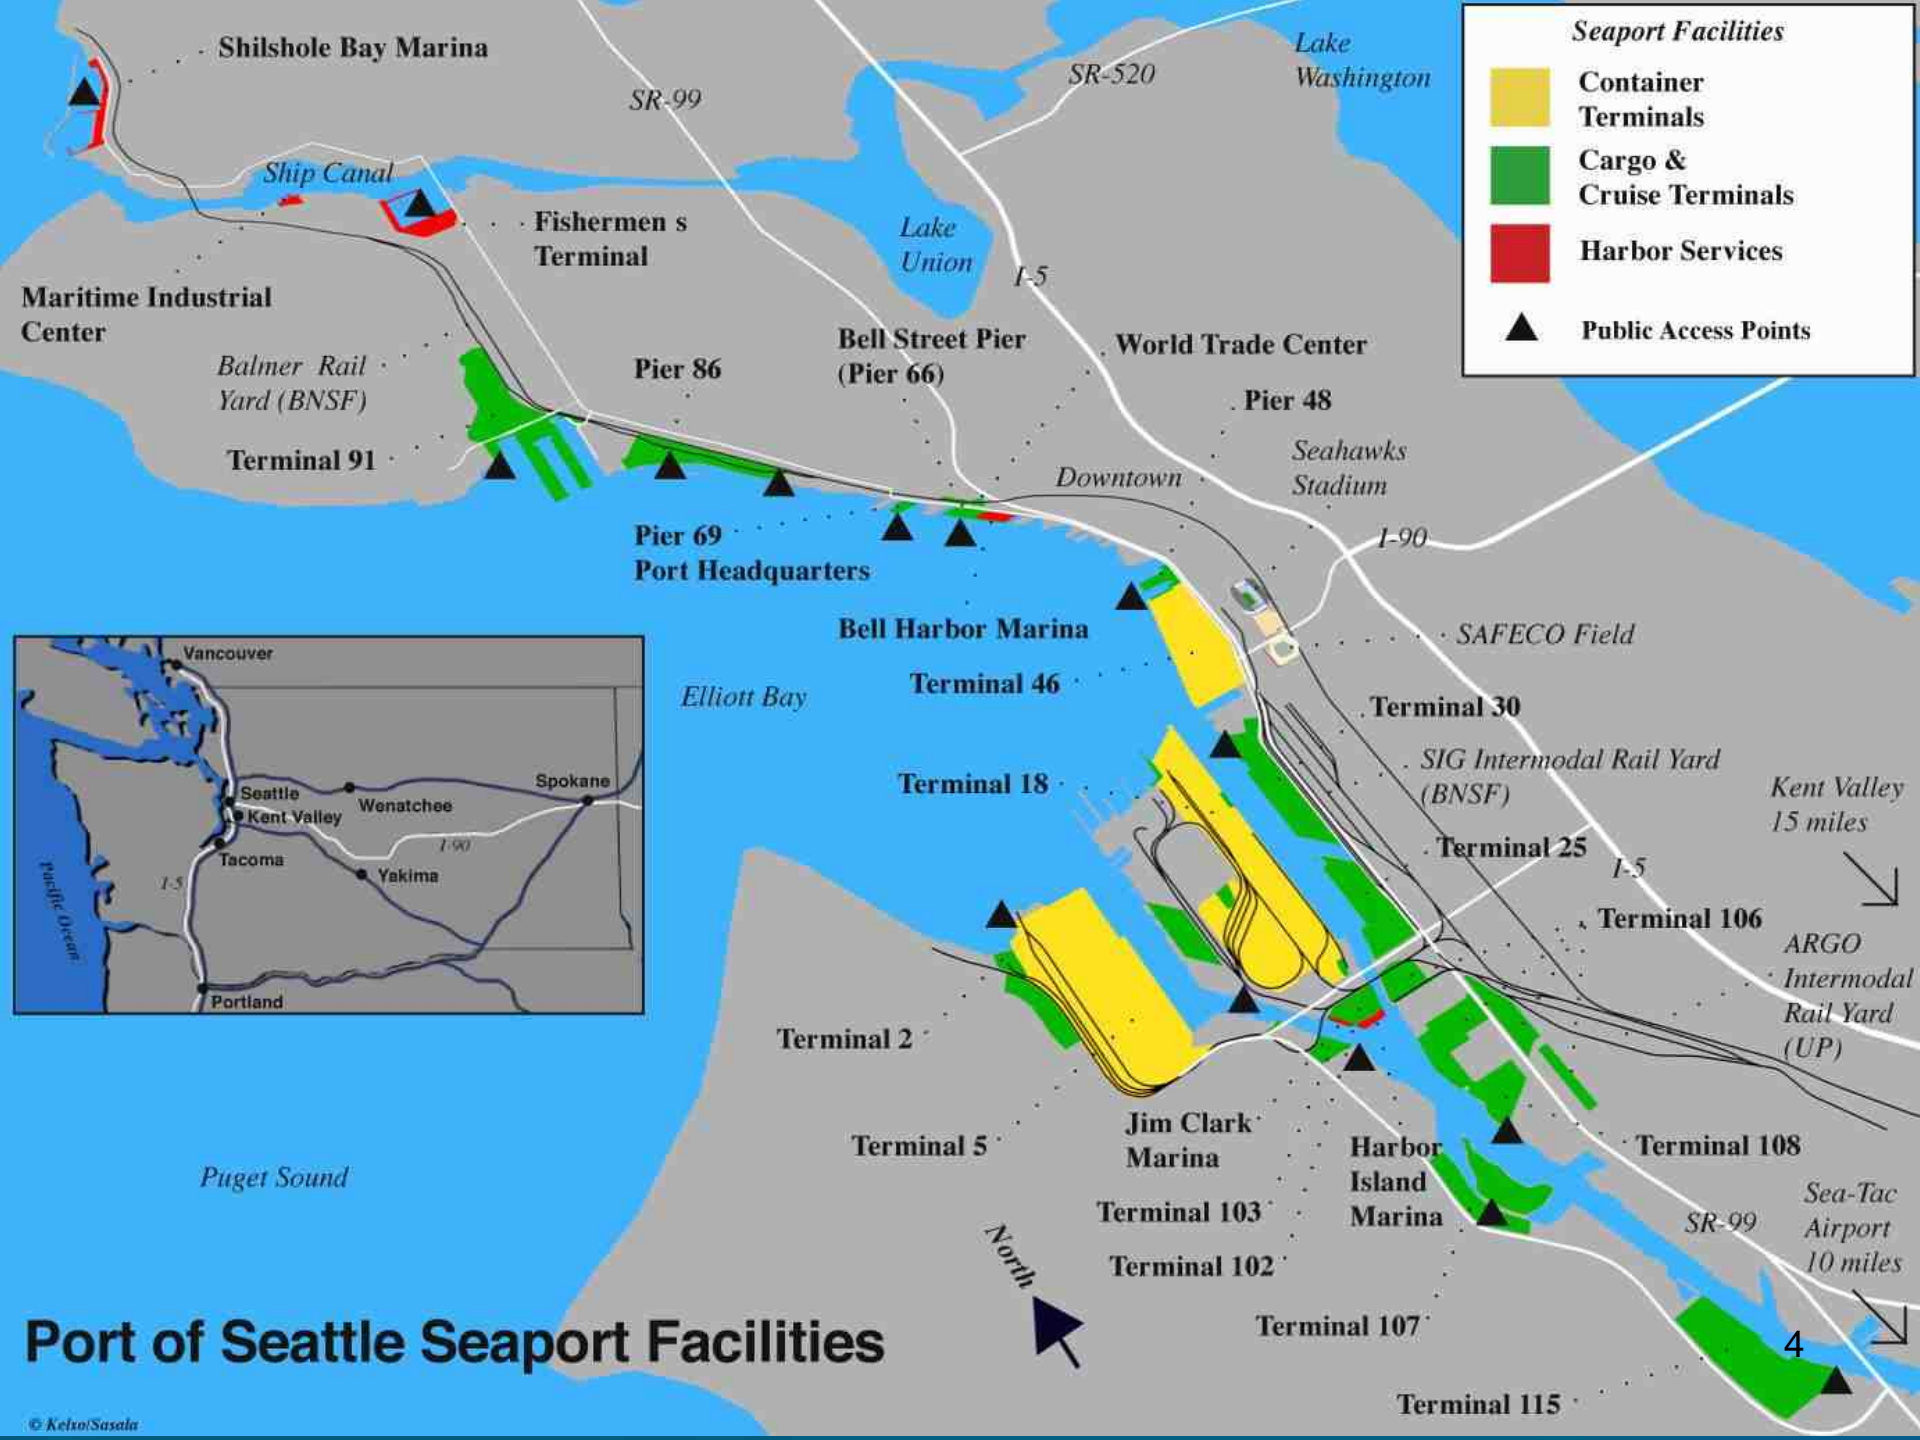 Shilshole Bay Marina
SR-99
SR-520
Lake
Washington
Seaport Facilities
Container
Terminals
Cargo &
Cruise Terminals
Harbor Services
Public Access Points
Ship Canal
Fishermen s
Terminal
Lake
Union
I-5
Maritime Industrial
Center
Balmer Rail
Yard (BNSF)
Terminal 91
Pier 86
Bell Street Pier
(Pier 66)
World Trade Center
Pier 48
Seahawks
Stadium
Downtown
I-90
Pier 69
Port Headquarters
Bell Harbor Marina
SAFECO Field
Terminal 46
Elliott Bay
Terminal 30
SIG Intermodal Rail Yard
(BNSF)
Terminal 18
Kent Valley
15 miles
Terminal 25
I-5
Terminal 106
ARGO
Intermodal
Rail Yard
(UP)
Vancouver
Seattle
Wenatchee
Spokane
Kent Valley
I-90
Tacoma
Yakima
I-5
Pacific Ocean
Portland
Terminal 2
Terminal 5
Jim Clark
Marina
Harbor
Island
Marina
Terminal 108
Puget Sound
Terminal 103
Terminal 102
SR-99
Sea-Tac
Airport
10 miles
North
Terminal 107
Port of Seattle Seaport Facilities
4
Terminal 115
© Kelso/Sasala